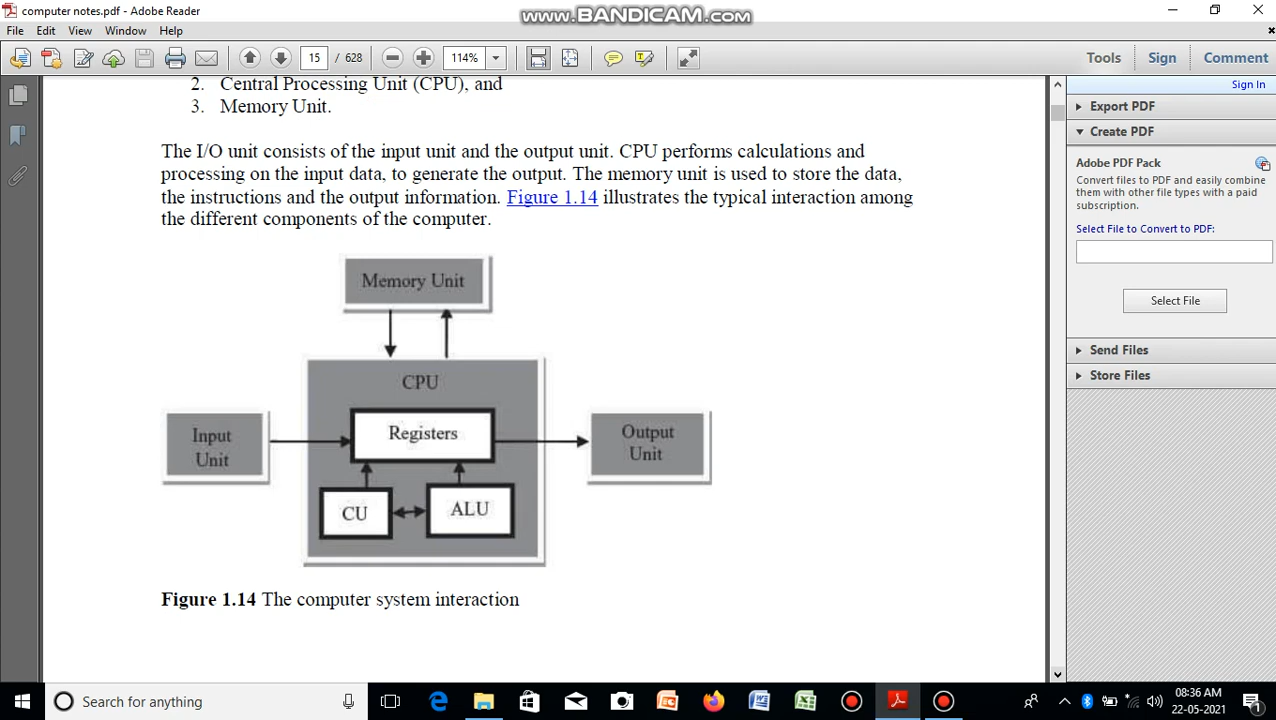 computer notes.pdf - Adobe Reader
www.BANDICAM.com
File Edit View Window Help
15 / 628 114% Tools Sign Comment
Sign In
2. Central Processing Unit (CPU), and
3. Memory Unit.
The I/O unit consists of the input unit and the output unit. CPU performs calculations and
processing on the input data, to generate the output. The memory unit is used to store the data,
the instructions and the output information. Figure 1.14 illustrates the typical interaction among
the different components of the computer.
Memory Unit
CPU
Registers
Input
Unit
Output
Unit
CU
ALU
Figure 1.14 The computer system interaction
Export PDF
Create PDF
Adobe PDF Pack
Convert files to PDF and easily combine
them with other file types with a paid
subscription.
Select File to Convert to PDF:
Select File
Send Files
Store Files
Search for anything
08:36 AM
22-05-2021
1